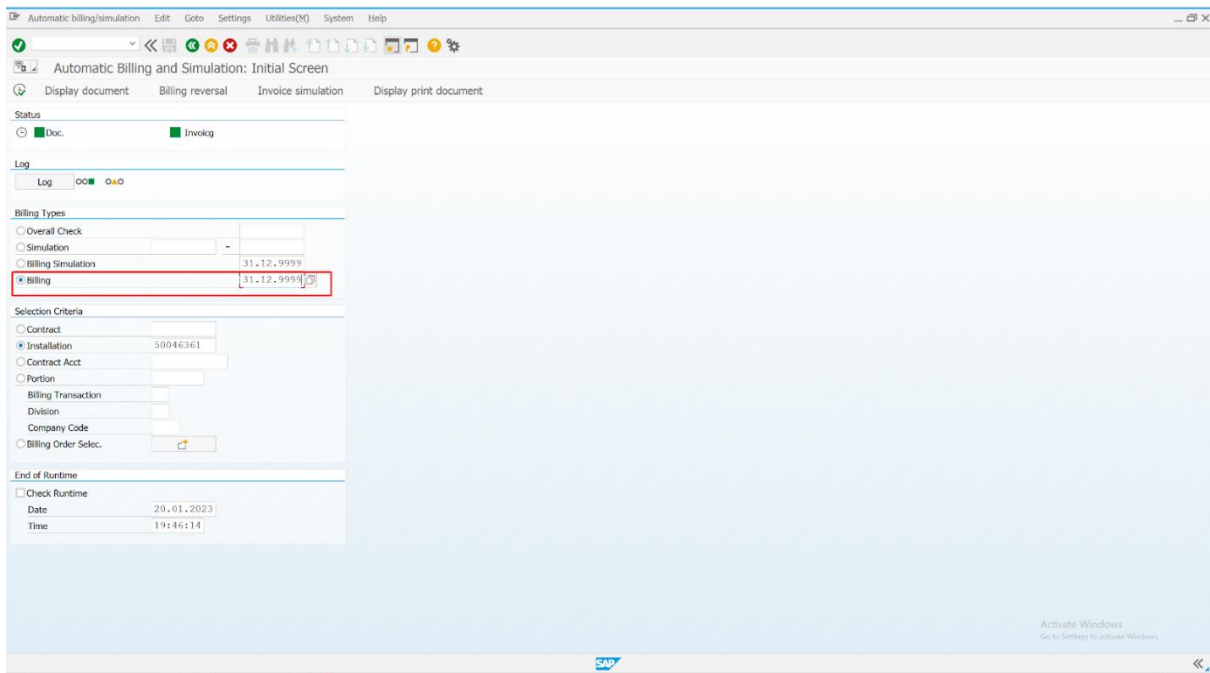 Automatic billing/simulation Edit Goto Settings Utilities(M) System Help
Automatic Billing and Simulation: Initial Screen
Display document Billing reversal Invoice simulation Display print document
Status
Doc. Invoicg
Log
Log
Billing Types
Overall Check
Simulation -
Billing Simulation 31.12.9999
Billing 31.12.9999
Selection Criteria
Contract
Installation 50046361
Contract Acct
Portion
Billing Transaction
Division
Company Code
Billing Order Selec.
End of Runtime
Check Runtime
Date 20.01.2023
Time 19:46:14
Activate Windows
Go to Settings to activate Windows.
SAP